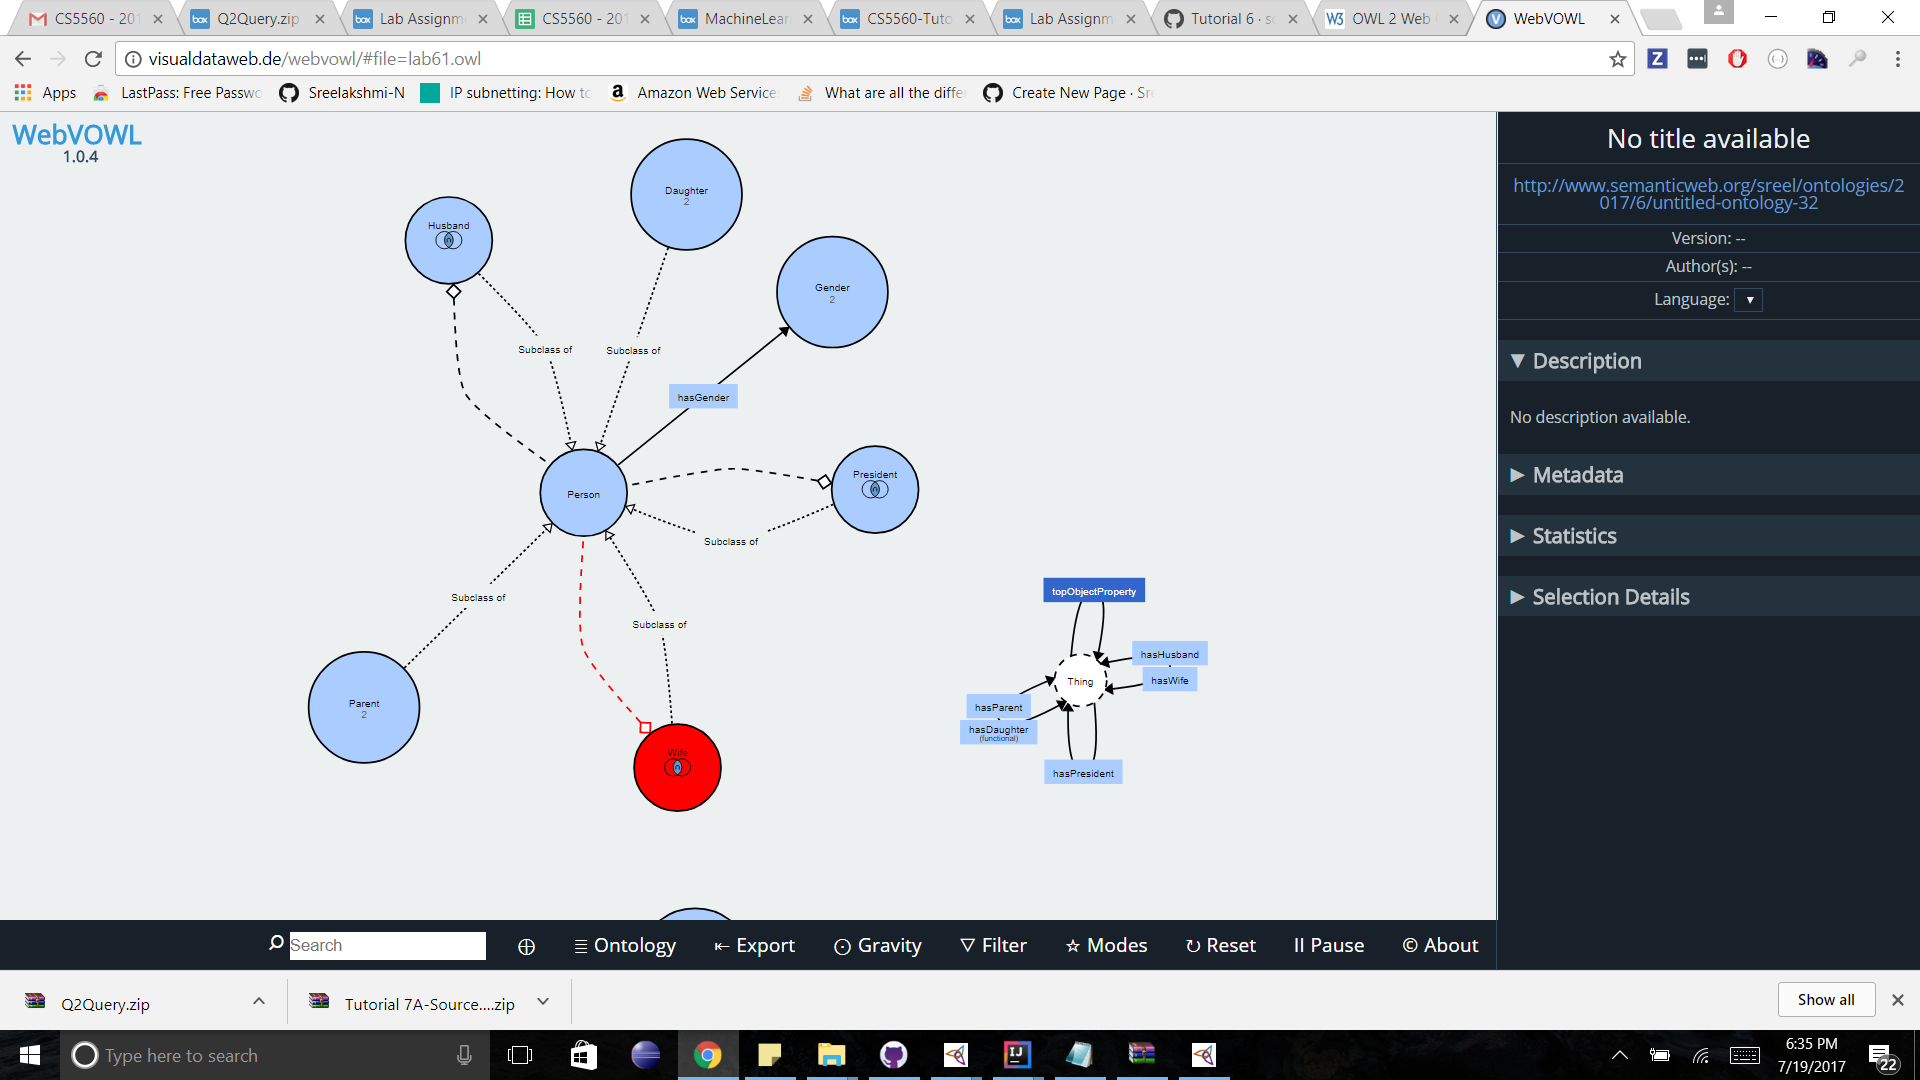 CS5560 - 201
Q2Query.zip
Lab Assignm
CS5560 - 201
MachineLear
CS5560-Tuto
Lab Assignm
Tutorial 6 · s
OWL 2 Web
WebVOWL
visualdataweb.de/webvowl/#file=lab61.owl
Apps
LastPass: Free Passwo
Sreelakshmi-N
IP subnetting: How to
Amazon Web Service
What are all the differ
Create New Page · Sr
WebVOWL
1.0.4
Daughter
2
Husband
Gender
2
Subclass of
Subclass of
hasGender
President
Person
Subclass of
Subclass of
Subclass of
Parent
2
Wife
topObjectProperty
hasHusband
Thing
hasWife
hasParent
hasDaughter
(functional)
hasPresident
No title available
http://www.semanticweb.org/sreel/ontologies/2
017/6/untitled-ontology-32
Version: --
Author(s): --
Language:
Description
No description available.
Metadata
Statistics
Selection Details
Search
Ontology
Export
Gravity
Filter
Modes
Reset
Pause
© About
Q2Query.zip
Tutorial 7A-Source....zip
Show all
Type here to search
6:35 PM
7/19/2017
22